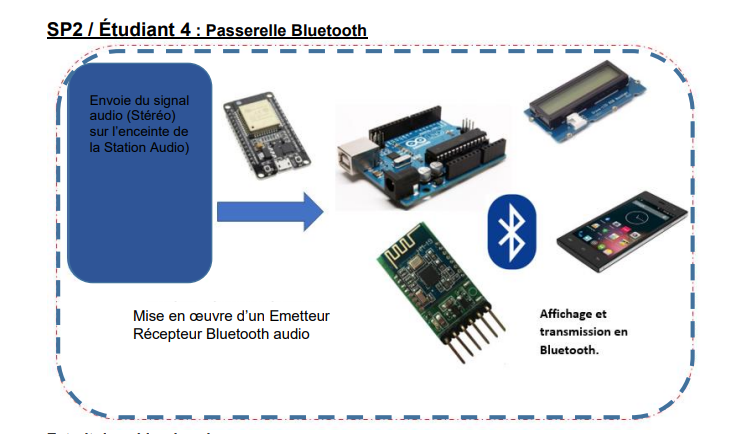 SP2 / Étudiant 4 : Passerelle Bluetooth
Envoie du signal
audio (Stéréo)
sur l'enceinte de
la Station Audio)
Mise en œuvre d'un Emetteur
Récepteur Bluetooth audio
Affichage et
transmission en
Bluetooth.